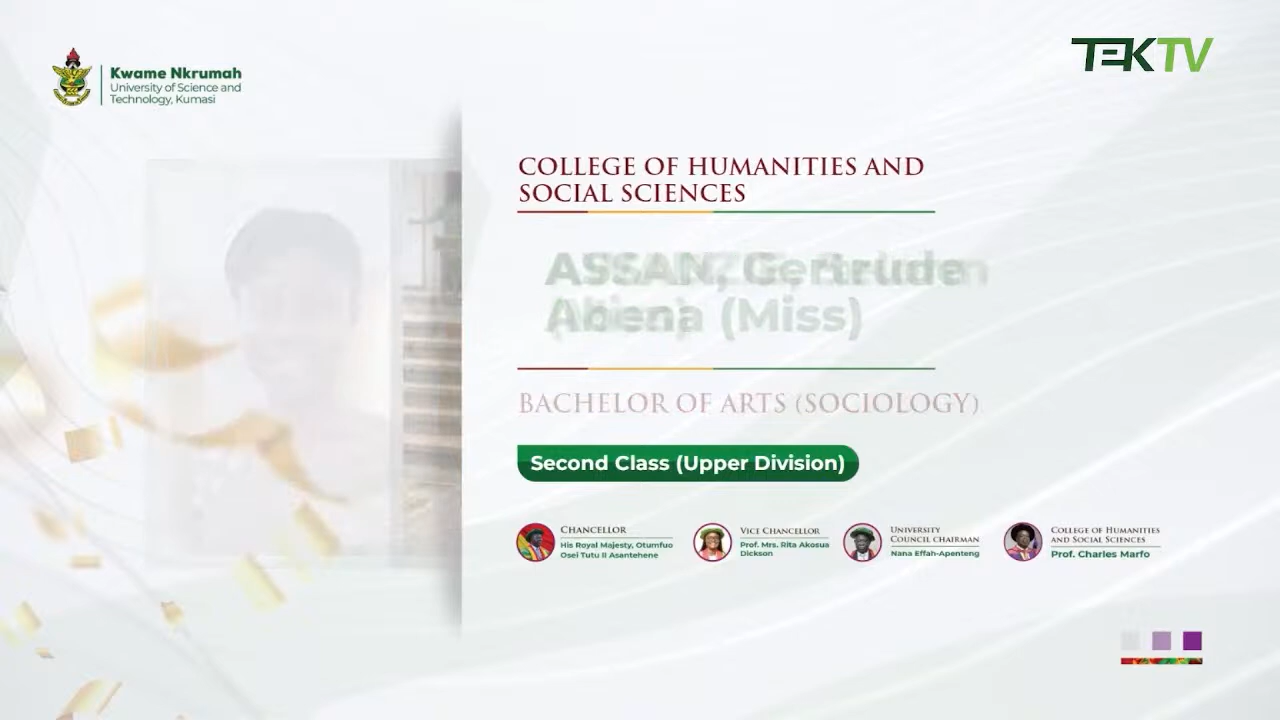 Kwame Nkrumah
University of Science and
Technology, Kumasi
TEKTV
COLLEGE OF HUMANITIES AND
SOCIAL SCIENCES
ASSAN, Gertrude
Abena (Miss)
BACHELOR OF ARTS (SOCIOLOGY)
Second Class (Upper Division)
CHANCELLOR
His Royal Majesty, Otumfuo
Osei Tutu II Asantehene
VICE CHANCELLOR
Prof. Mrs. Rita Akosua
Dickson
UNIVERSITY
COUNCIL CHAIRMAN
Nana Effah-Apenteng
COLLEGE OF HUMANITIES
AND SOCIAL SCIENCES
Prof. Charles Marfo